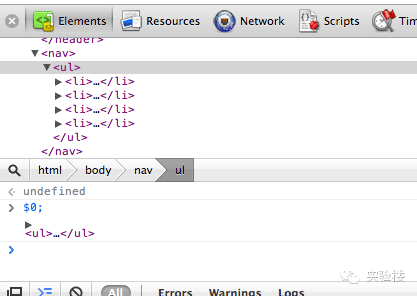 Elements Resources Network Scripts Tim
</header>
▼<nav>
▼<ul>
▶<li>…</li>
▶<li>…</li>
▶<li>…</li>
▶<li>…</li>
</ul>
</nav>
html body nav ul
undefined
> $0;
▶
<ul>…</ul>
>
All Errors Warnings Logs
实验楼